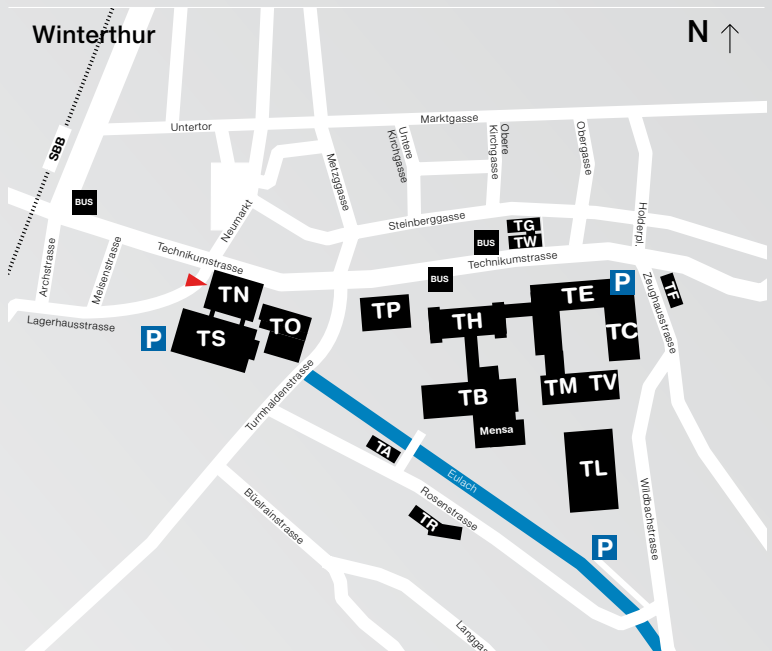 Winterthur
N
SBB
Untertor
Marktgasse
Untere
Kirchgasse
Obere
Kirchgasse
Obergasse
Metzggasse
BUS
Neumarkt
Steinberggasse
Holderpl.
TG
TW
BUS
Archstrasse
Meisenstrasse
Technikumstrasse
Technikumstrasse
BUS
TN
P
TE
TF
Zeughausstrasse
TP
TH
TC
Lagerhausstrasse
P
TS
TO
Turmhaldenstrasse
TB
TM
TV
Mensa
TA
TL
Eulach
Rosenstrasse
TR
Büelrainstrasse
Wildbachstrasse
P
Langgas